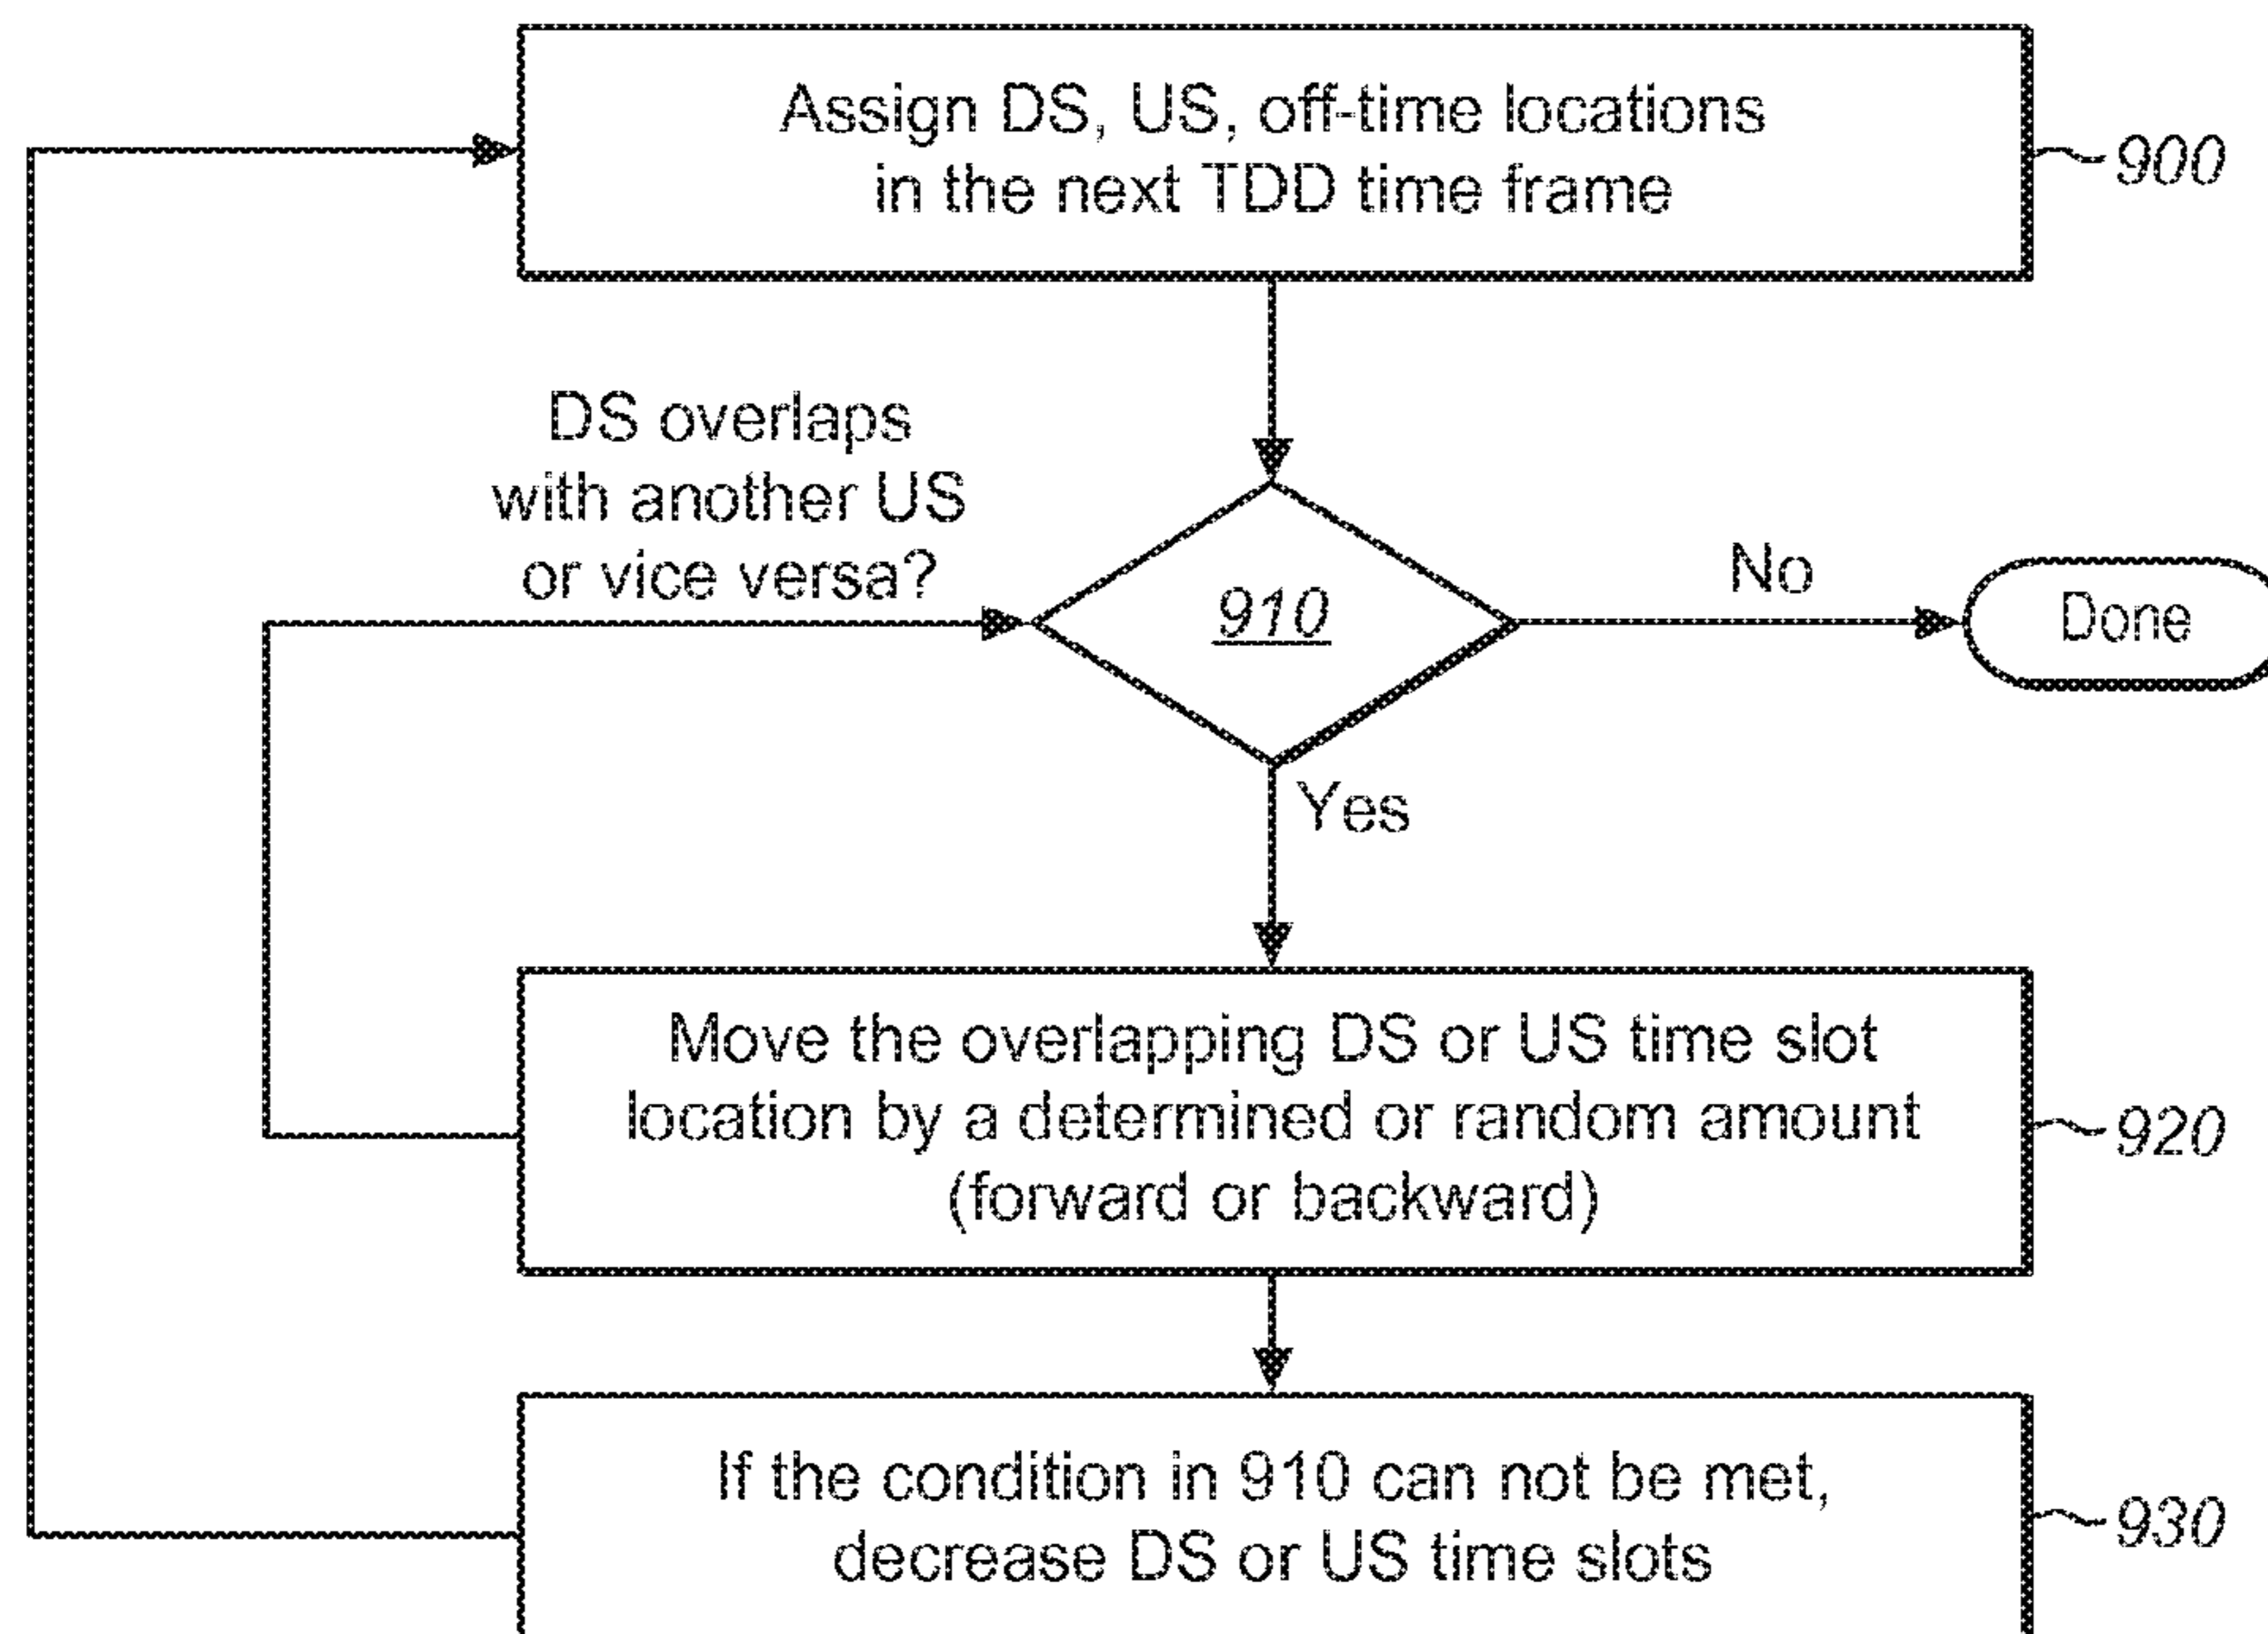 Assign DS, US, off-time locations
in the next TDD time frame
900
DS overlaps
with another US
or vice versa?
910
No
Done
Yes
Move the overlapping DS or US time slot
location by a determined or random amount
(forward or backward)
920
If the condition in 910 can not be met,
decrease DS or US time slots
930